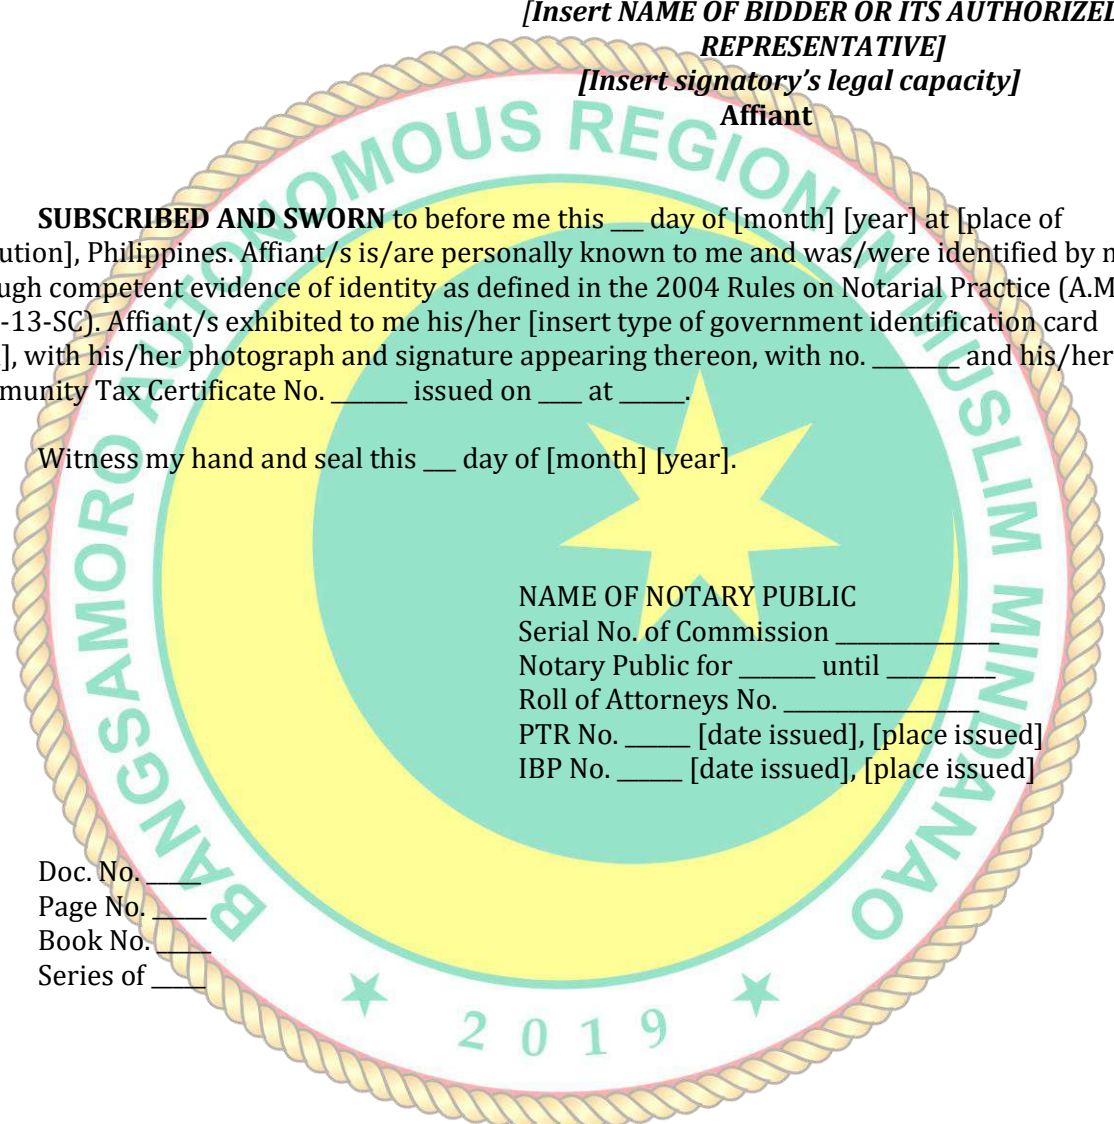 [Insert NAME OF BIDDER OR ITS AUTHORIZED
REPRESENTATIVE]
[Insert signatory's legal capacity]
Affiant
SUBSCRIBED AND SWORN to before me this ___ day of [month] [year] at [place of
ution], Philippines. Affiant/s is/are personally known to me and was/were identified by m
ugh competent evidence of identity as defined in the 2004 Rules on Notarial Practice (A.M
-13-SC). Affiant/s exhibited to me his/her [insert type of government identification card
], with his/her photograph and signature appearing thereon, with no. ________ and his/her
munity Tax Certificate No. _______ issued on ____ at ______.
Witness my hand and seal this ___ day of [month] [year].
NAME OF NOTARY PUBLIC
Serial No. of Commission _______________
Notary Public for _______ until __________
Roll of Attorneys No. __________________
PTR No. ______ [date issued], [place issued]
IBP No. ______ [date issued], [place issued]
Doc. No. _____
Page No. _____
Book No. _____
Series of _____
BANGSAMORO AUTONOMOUS REGION IN MUSLIM MINDANAO
2019